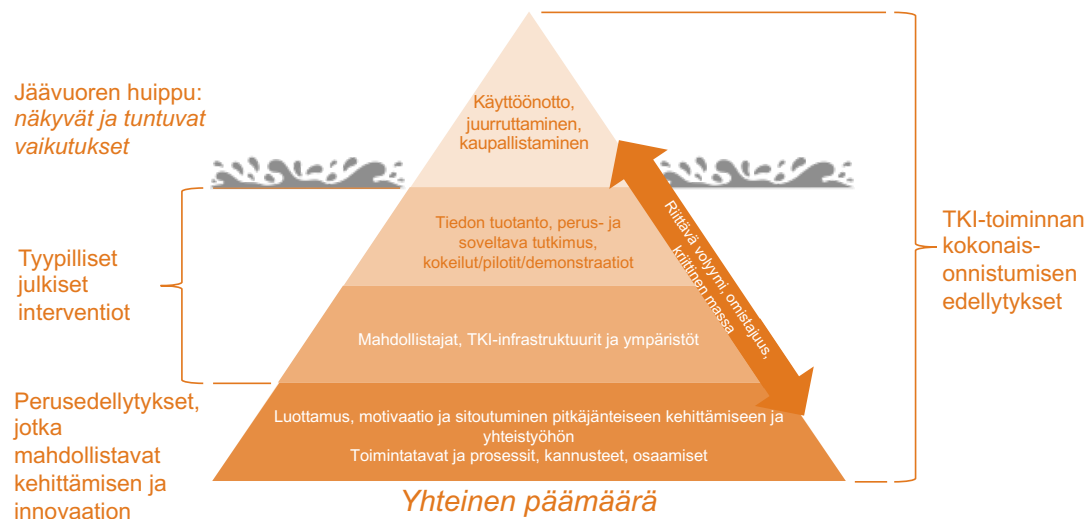 Jäävuoren huippu:
näkyvät ja tuntuvat
vaikutukset
Käyttöönotto,
juurruttaminen,
kaupallistaminen
Tyypilliset
julkiset
interventiot
Tiedon tuotanto, perus- ja
soveltava tutkimus,
kokeilut/pilotit/demonstraatiot
Mahdollistajat, TKI-infrastruktuurit ja ympäristöt
Riittävä volyymi, omistajuus,
kriittinen massa
TKI-toiminnan
kokonais-
onnistumisen
edellytykset
Perusedellytykset,
jotka
mahdollistavat
kehittämisen ja
innovaation
Luottamus, motivaatio ja sitoutuminen pitkäjänteiseen kehittämiseen ja
yhteistyöhön
Toimintatavat ja prosessit, kannusteet, osaamiset
Yhteinen päämäärä